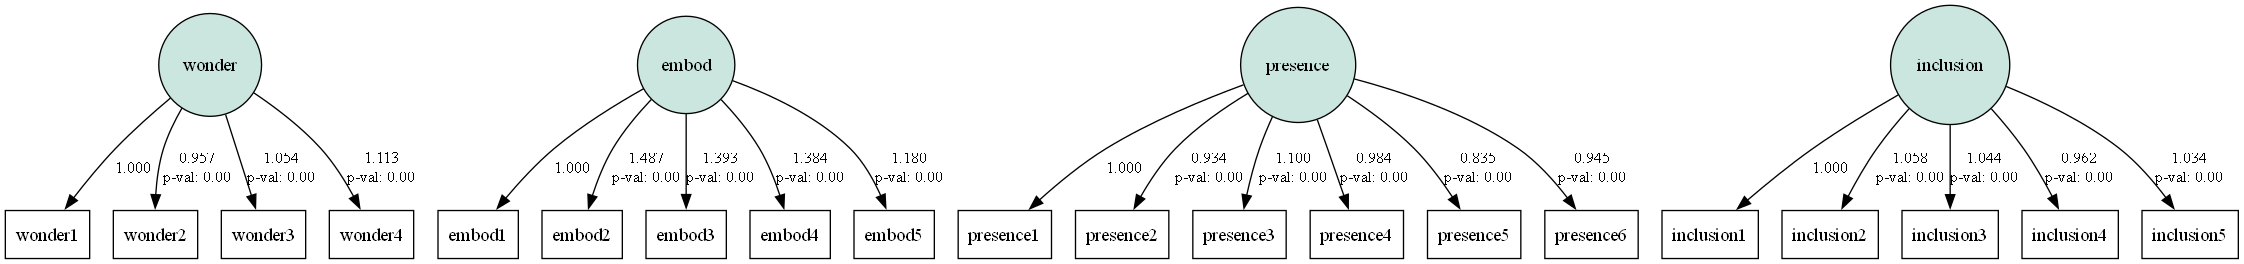 wonder
embod
presence
inclusion
1.000
0.957
p-val: 0.00
1.054
p-val: 0.00
1.113
p-val: 0.00
1.000
1.487
p-val: 0.00
1.393
p-val: 0.00
1.384
p-val: 0.00
1.180
p-val: 0.00
1.000
0.934
p-val: 0.00
1.100
p-val: 0.00
0.984
p-val: 0.00
0.835
p-val: 0.00
0.945
p-val: 0.00
1.000
1.058
p-val: 0.00
1.044
p-val: 0.00
0.962
p-val: 0.00
1.034
p-val: 0.00
wonder1
wonder2
wonder3
wonder4
embod1
embod2
embod3
embod4
embod5
presence1
presence2
presence3
presence4
presence5
presence6
inclusion1
inclusion2
inclusion3
inclusion4
inclusion5